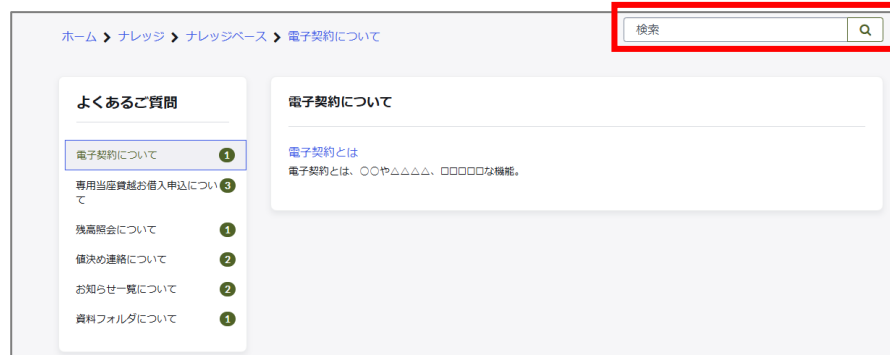 ホーム > ナレッジ > ナレッジベース > 電子契約について
検索
よくあるご質問
電子契約について 1
専用当座貸越お借入申込につい 3
て
残高照会について 1
値決め連絡について 2
お知らせ一覧について 2
資料フォルダについて 1
電子契約について
電子契約とは
電子契約とは、○○や△△△△、□□□□□な機能。